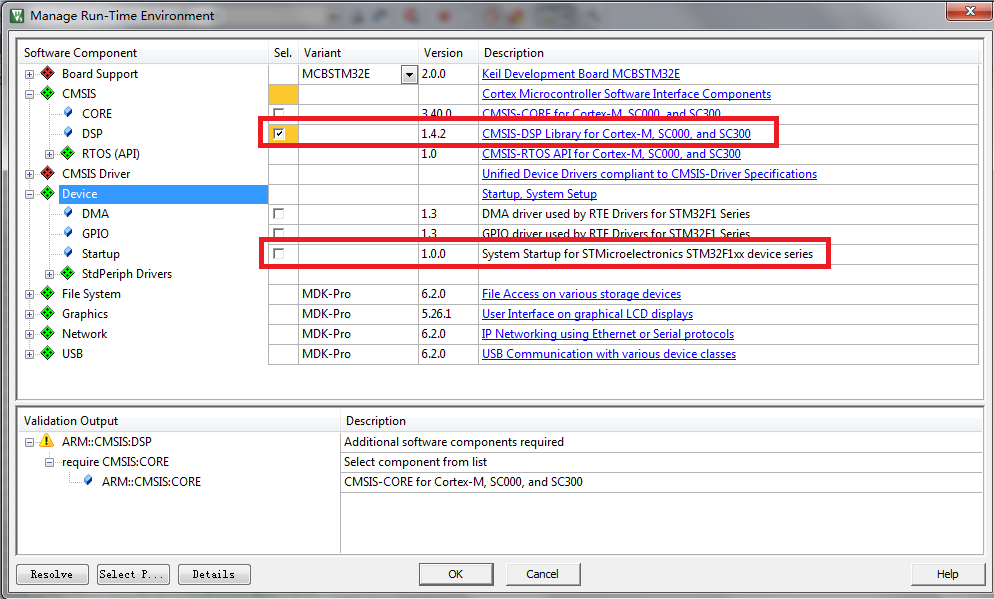 Manage Run-Time Environment
Software Component Sel. Variant Version Description
Board Support MCBSTM32E 2.0.0 Keil Development Board MCBSTM32E
CMSIS Cortex Microcontroller Software Interface Components
CORE 3.40.0 CMSIS-CORE for Cortex-M, SC000, and SC300
DSP 1.4.2 CMSIS-DSP Library for Cortex-M, SC000, and SC300
RTOS (API) 1.0 CMSIS-RTOS API for Cortex-M, SC000, and SC300
CMSIS Driver Unified Device Drivers compliant to CMSIS-Driver Specifications
Device Startup, System Setup
DMA 1.3 DMA driver used by RTE Drivers for STM32F1 Series
GPIO 1.3 GPIO driver used by RTE Drivers for STM32F1 Series
Startup 1.0.0 System Startup for STMicroelectronics STM32F1xx device series
StdPeriph Drivers
File System MDK-Pro 6.2.0 File Access on various storage devices
Graphics MDK-Pro 5.26.1 User Interface on graphical LCD displays
Network MDK-Pro 6.2.0 IP Networking using Ethernet or Serial protocols
USB MDK-Pro 6.2.0 USB Communication with various device classes
Validation Output Description
ARM::CMSIS:DSP Additional software components required
require CMSIS:CORE Select component from list
ARM::CMSIS:CORE CMSIS-CORE for Cortex-M, SC000, and SC300
Resolve Select P... Details OK Cancel Help